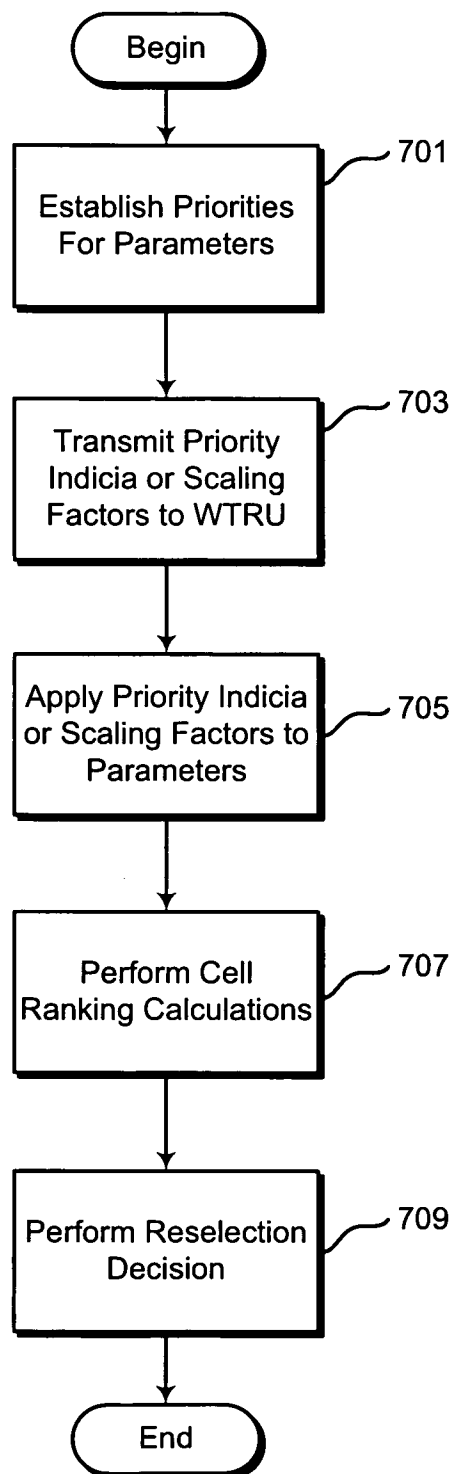 Begin
701
Establish Priorities
For Parameters
703
Transmit Priority
Indicia or Scaling
Factors to WTRU
705
Apply Priority Indicia
or Scaling Factors to
Parameters
707
Perform Cell
Ranking Calculations
709
Perform Reselection
Decision
End